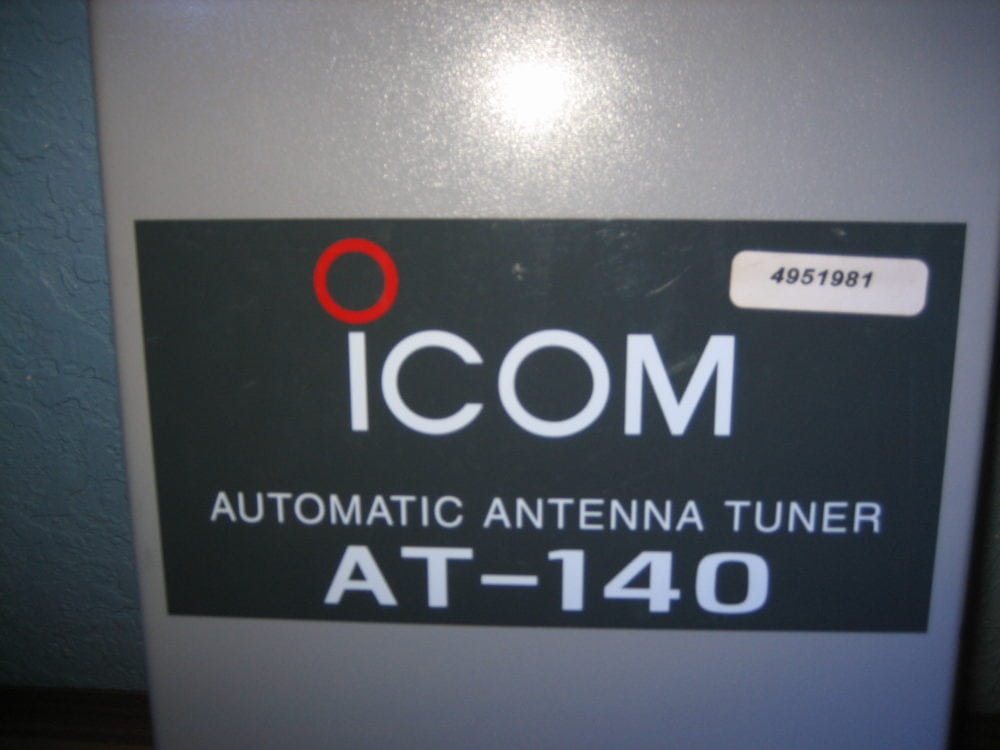 4951981
iCOM
AUTOMATIC ANTENNA TUNER
AT-140